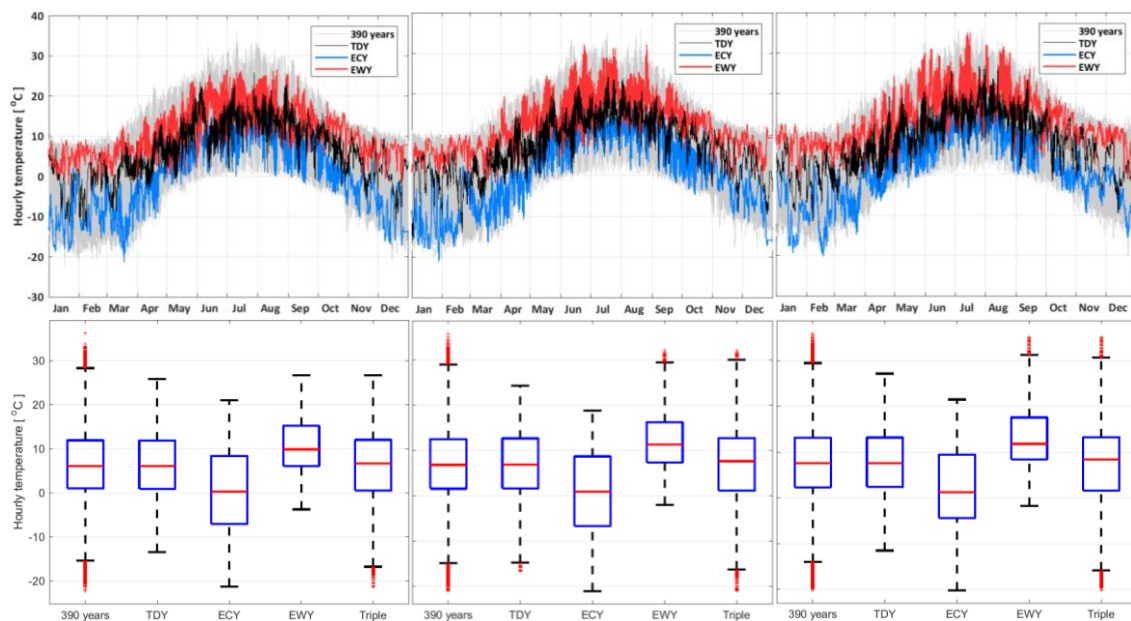 40
30
20
10
0
-10
-20
-30
Hourly temperature [ °C]
390 years
TDY
ECY
EWY
390 years
TDY
ECY
EWY
390 years
TDY
ECY
EWY
Jan Feb Mar Apr May Jun Jul Aug Sep Oct Nov Dec
Jan Feb Mar Apr May Jun Jul Aug Sep Oct Nov Dec
Jan Feb Mar Apr May Jun Jul Aug Sep Oct Nov Dec
30
20
10
0
-10
-20
Hourly temperature [ °C]
390 years TDY ECY EWY Triple
390 years TDY ECY EWY Triple
390 years TDY ECY EWY Triple